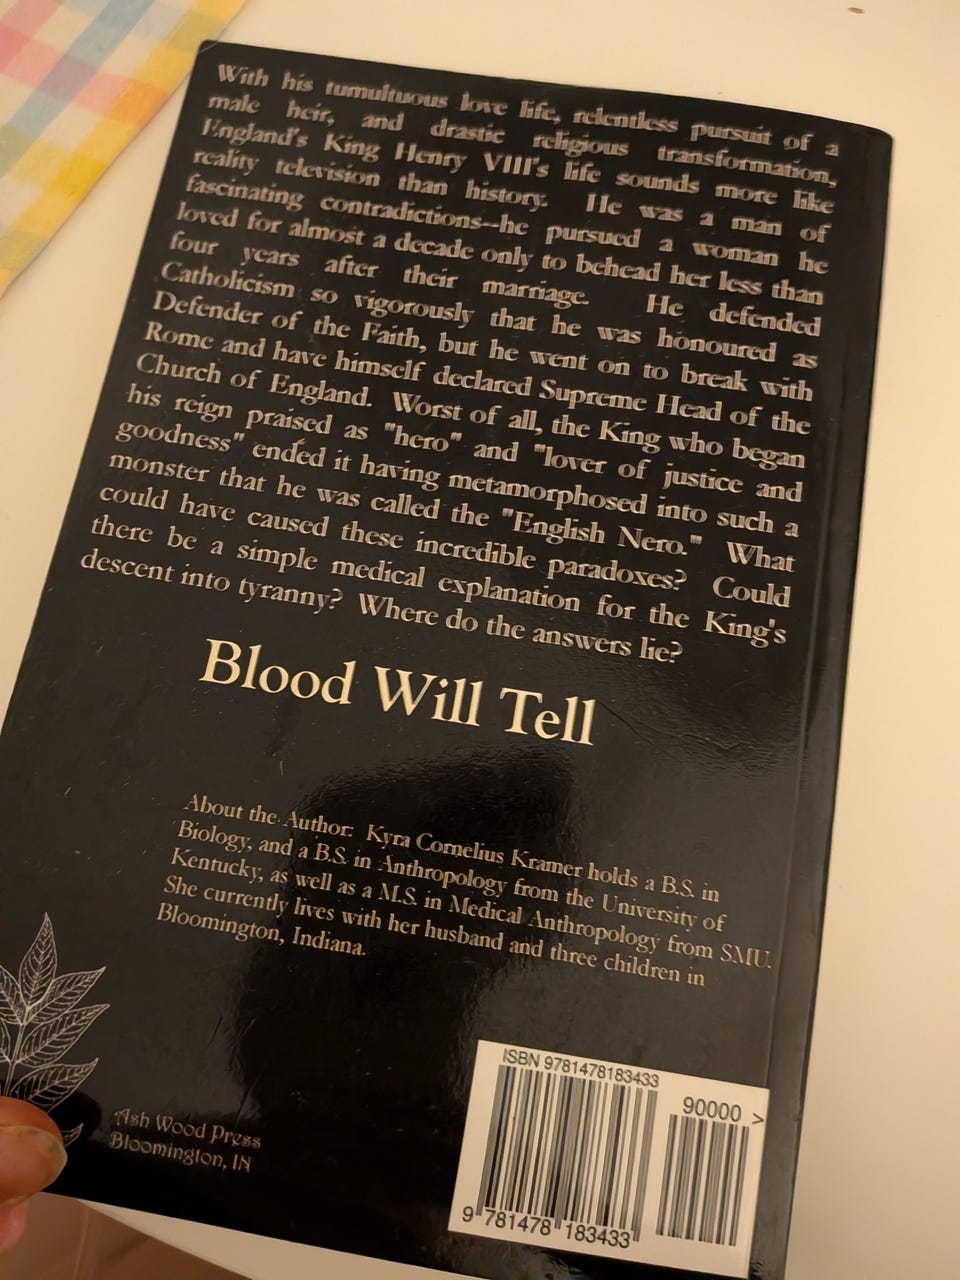 With his tumultuous love life, relentless pursuit of a
male heir, and drastic religious transformation,
England's King Henry VIII's life sounds more like
reality television than history. He was a man of
fascinating contradictions--he pursued a woman he
loved for almost a decade only to behead her less than
four years after their marriage. He defended
Catholicism so vigorously that he was honoured as
Defender of the Faith, but he went on to break with
Rome and have himself declared Supreme Head of the
Church of England. Worst of all, the King who began
his reign praised as "hero" and "lover of justice and
goodness" ended it having metamorphosed into such a
monster that he was called the "English Nero." What
could have caused these incredible paradoxes? Could
there be a simple medical explanation for the King's
descent into tyranny? Where do the answers lie?
Blood Will Tell
About the Author: Kyra Cornelius Kramer holds a B.S. in
Biology, and a B.S. in Anthropology from the University of
Kentucky, as well as a M.S. in Medical Anthropology from SMU.
She currently lives with her husband and three children in
Bloomington, Indiana.
Ash Wood Press
Bloomington, IN
ISBN 9781478183433
90000 >
9 781478 183433